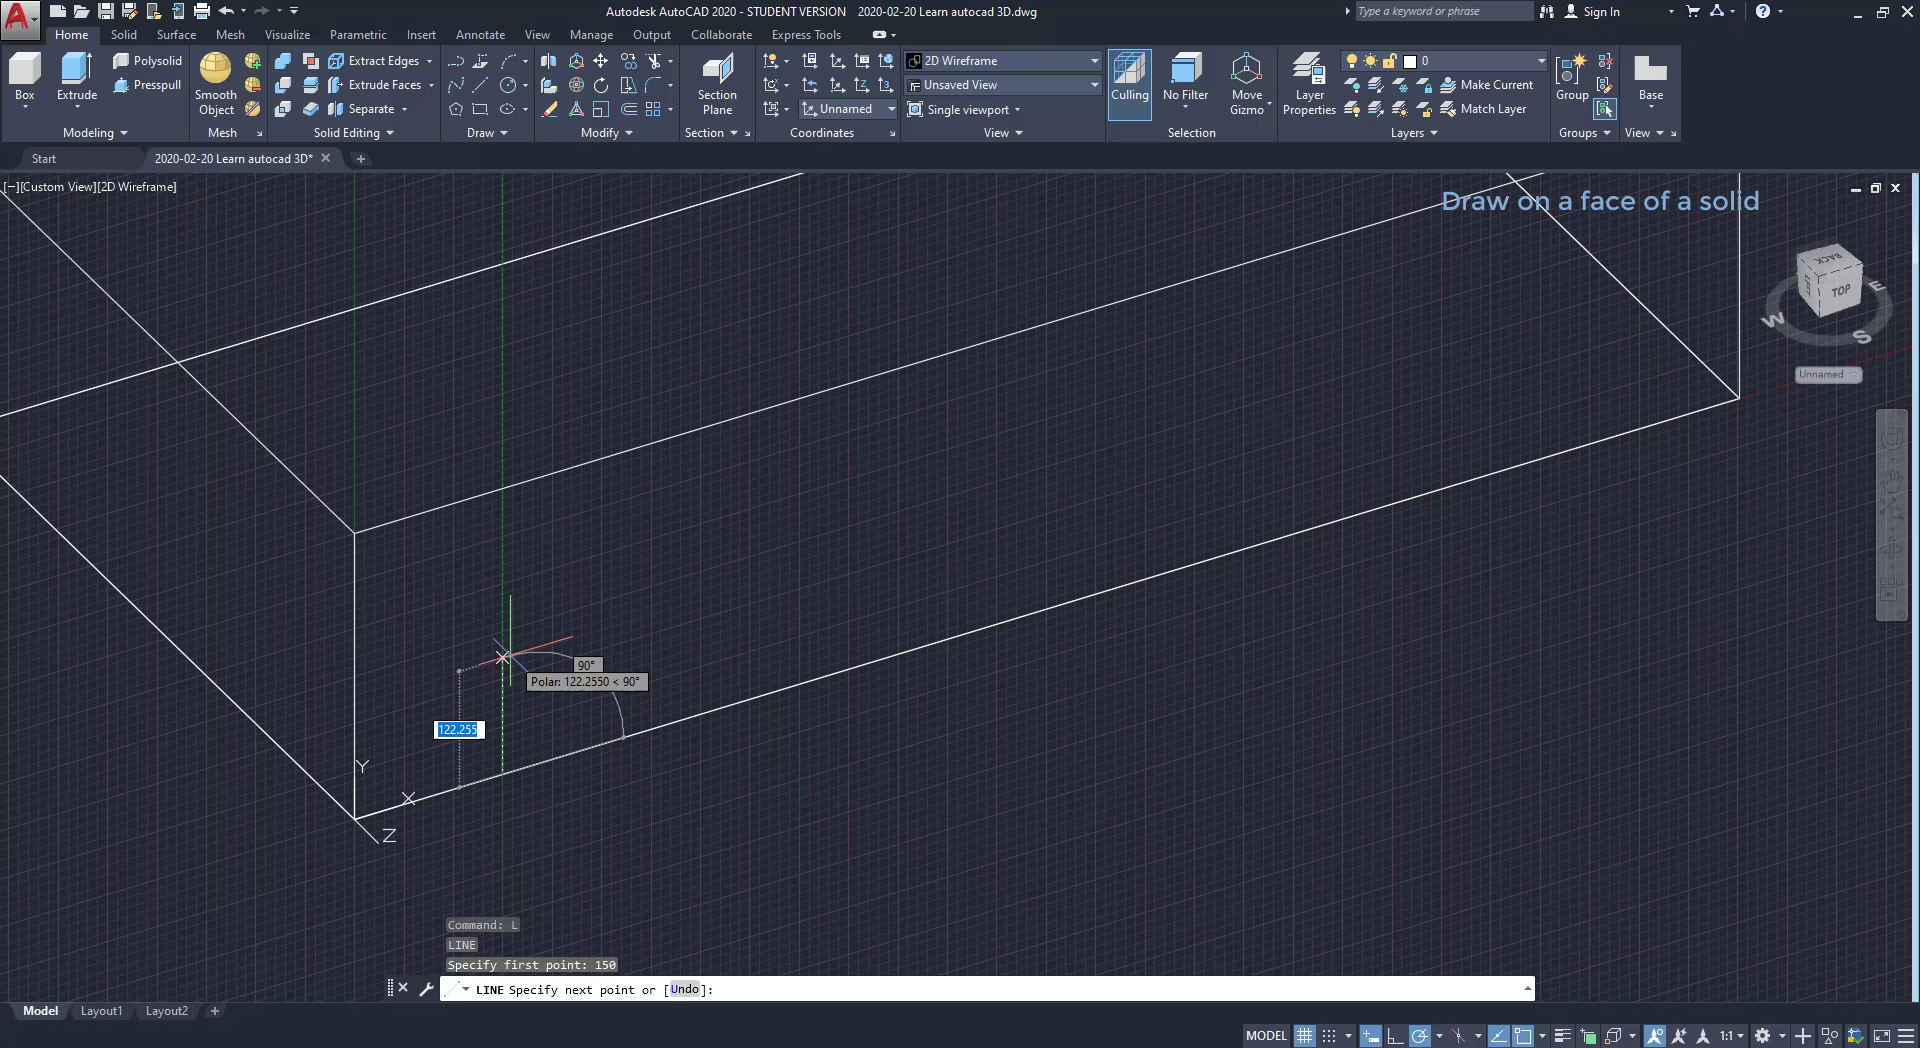 Autodesk AutoCAD 2020 - STUDENT VERSION 2020-02-20 Learn autocad 3D.dwg
Type a keyword or phrase
Sign In
Home Solid Surface Mesh Visualize Parametric Insert Annotate View Manage Output Collaborate Express Tools
Box
Extrude
Polysolid
Presspull
Modeling
Smooth
Object
Mesh
Extract Edges
Extrude Faces
Separate
Solid Editing
Draw
Modify
Section
Plane
Section
Unnamed
Coordinates
2D Wireframe
Unsaved View
Single viewport
View
Culling
No Filter
Move
Gizmo
Selection
Layer
Properties
0
Make Current
Match Layer
Layers
Group
Groups
Base
View
Start
2020-02-20 Learn autocad 3D*
[−][Custom View][2D Wireframe]
Draw on a face of a solid
BACK
TOP
W
S
E
Unnamed
90°
Polar: 122.2550 < 90°
122.255
Y
X
Z
Command: L
LINE
Specify first point: 150
LINE Specify next point or [Undo]:
Model Layout1 Layout2
MODEL
1:1